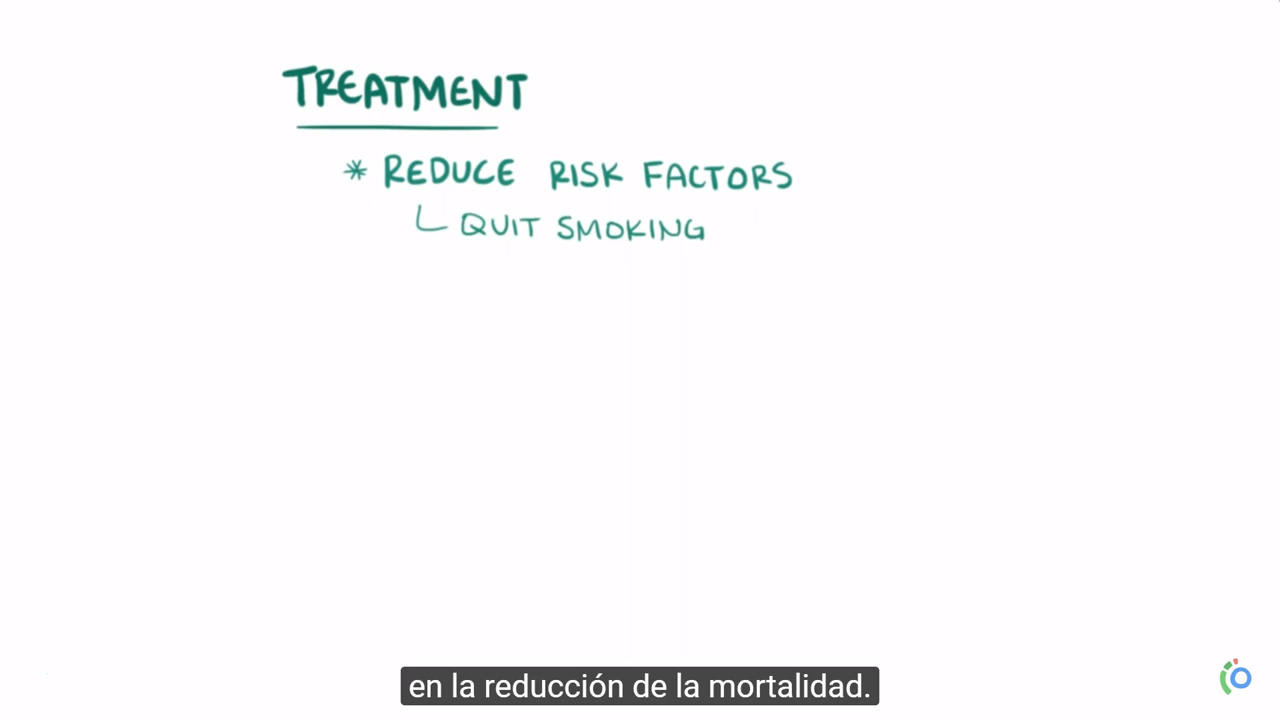 TREATMENT
* REDUCE RISK FACTORS
QUIT SMOKING
en la reducción de la mortalidad.